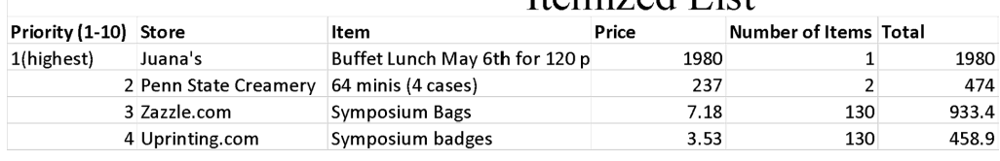 Itemized List
Priority (1-10) Store Item Price Number of Items Total
1(highest) Juana's Buffet Lunch May 6th for 120 p 1980 1 1980
2 Penn State Creamery 64 minis (4 cases) 237 2 474
3 Zazzle.com Symposium Bags 7.18 130 933.4
4 Uprinting.com Symposium badges 3.53 130 458.9